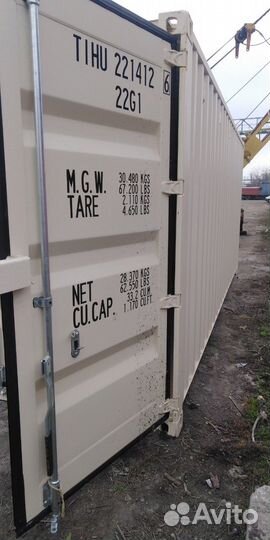 TIHU 221412 6
22G1
M.G.W. 30.480 KGS
67.200 LBS
TARE 2.110 KGS
4.650 LBS
NET 28.370 KGS
62.550 LBS
CU.CAP. 33.2 CU.M.
1.170 CU.FT.
Avito